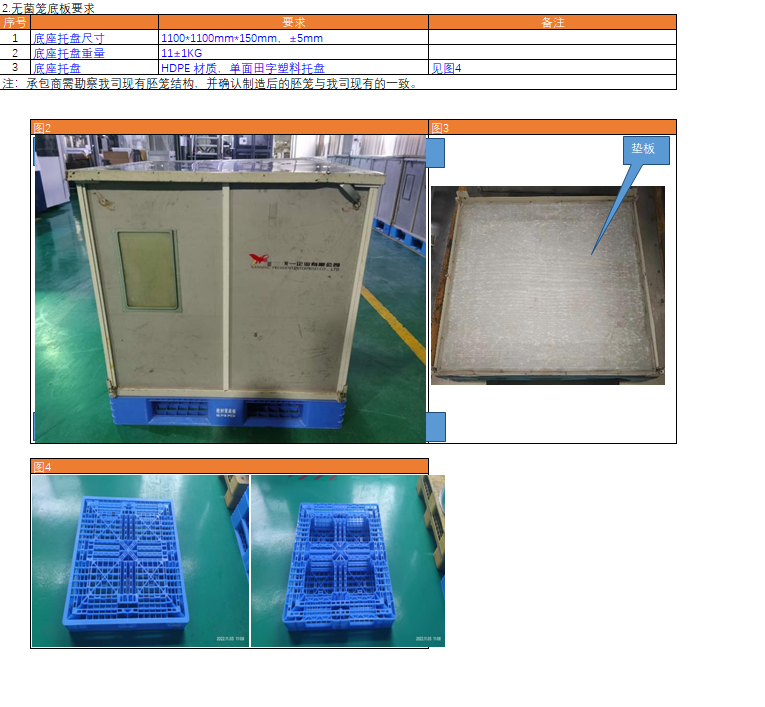 2.无菌笼底板要求
序号 要求 备注
1 底座托盘尺寸 1100*1100mm*150mm，±5mm
2 底座托盘重量 11±1KG
3 底座托盘 HDPE 材质，单面田字塑料托盘 见图4
注：承包商需勘察我司现有胚笼结构，并确认制造后的胚笼与我司现有的一致。
图2 图3
垫板
图4